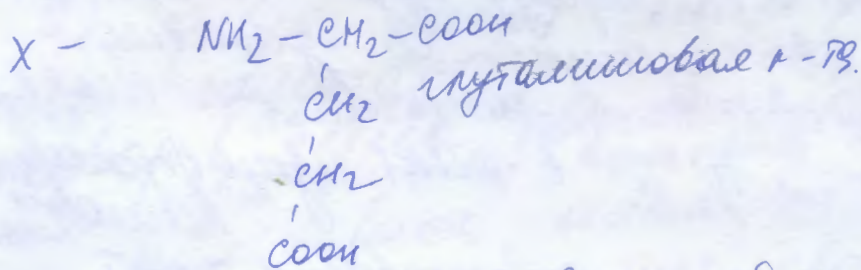 X – NH2 – CH2 – COOH
CH2 глутаминовая к-та.
CH2
COOH